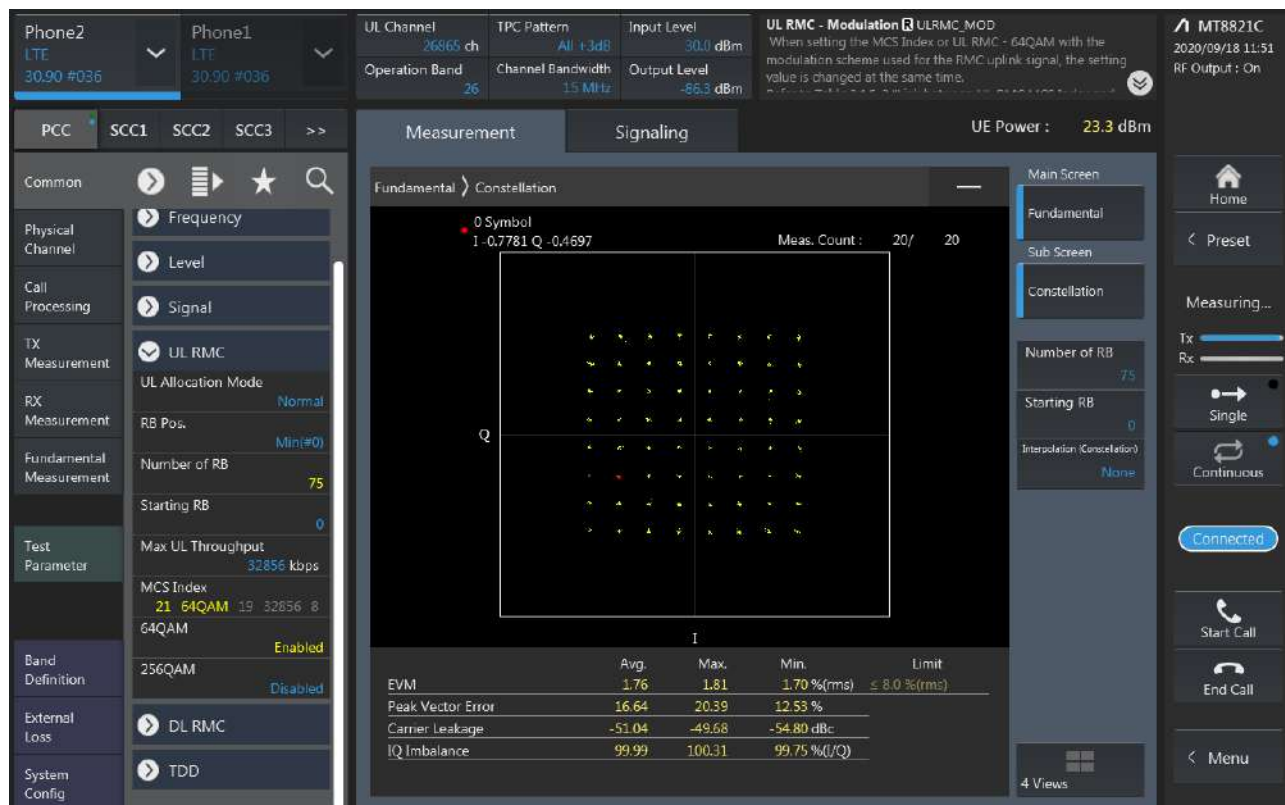 Phone2
LTE
30.90 #036
Phone1
LTE
30.90 #036
UL Channel
26865 ch
Operation Band
26
TPC Pattern
All +3dB
Channel Bandwidth
15 MHz
Input Level
30.0 dBm
Output Level
-86.3 dBm
UL RMC - Modulation R ULRMC_MOD
When setting the MCS Index or UL RMC - 64QAM with the
modulation scheme used for the RMC uplink signal, the setting
value is changed at the same time.
MT8821C
2020/09/18 11:51
RF Output : On
PCC SCC1 SCC2 SCC3 >>
Measurement
Signaling
UE Power : 23.3 dBm
Common
Physical
Channel
Call
Processing
TX
Measurement
RX
Measurement
Fundamental
Measurement
Test
Parameter
Band
Definition
External
Loss
System
Config
Frequency
Level
Signal
UL RMC
UL Allocation Mode
Normal
RB Pos.
Min(#0)
Number of RB
75
Starting RB
0
Max UL Throughput
32856 kbps
MCS Index
21 64QAM 19 32856 8
64QAM
Enabled
256QAM
Disabled
DL RMC
TDD
Fundamental > Constellation
0 Symbol
I -0.7781 Q -0.4697
Meas. Count : 20/ 20
Q
I
Avg. Max. Min. Limit
EVM 1.76 1.81 1.70 %(rms) ≤ 8.0 %(rms)
Peak Vector Error 16.64 20.39 12.53 %
Carrier Leakage -51.04 -49.68 -54.80 dBc
IQ Imbalance 99.99 100.31 99.75 %(I/Q)
Main Screen
Fundamental
Sub Screen
Constellation
Number of RB
75
Starting RB
0
Interpolation (Constellation)
None
4 Views
Home
< Preset
Measuring...
Tx
Rx
Single
Continuous
Connected
Start Call
End Call
< Menu